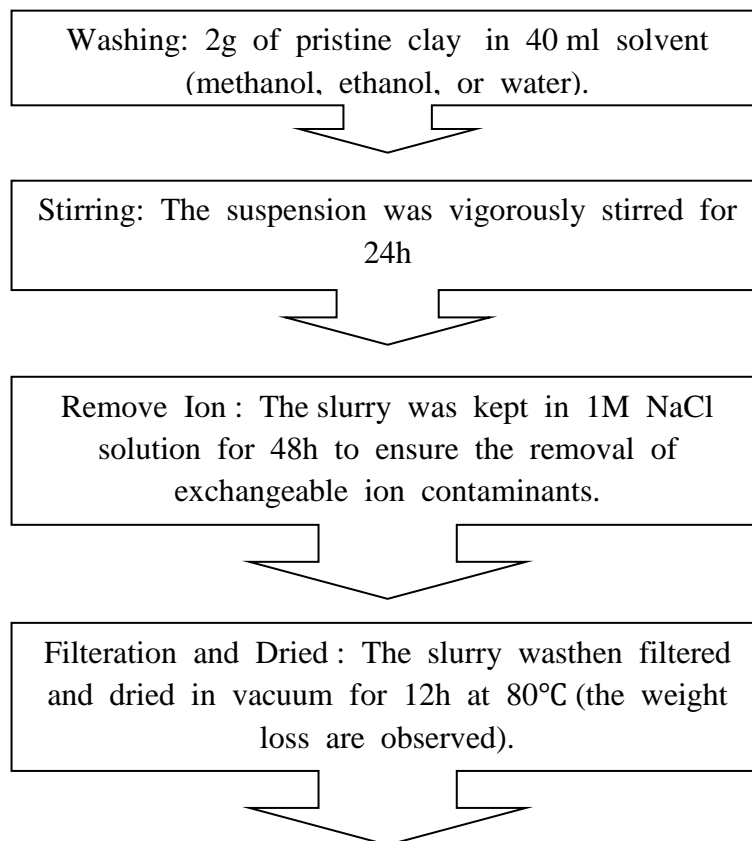 Washing: 2g of pristine clay in 40 ml solvent
(methanol, ethanol, or water).
Stirring: The suspension was vigorously stirred for
24h
Remove Ion : The slurry was kept in 1M NaCl
solution for 48h to ensure the removal of
exchangeable ion contaminants.
Filteration and Dried : The slurry wasthen filtered
and dried in vacuum for 12h at 80℃ (the weight
loss are observed).